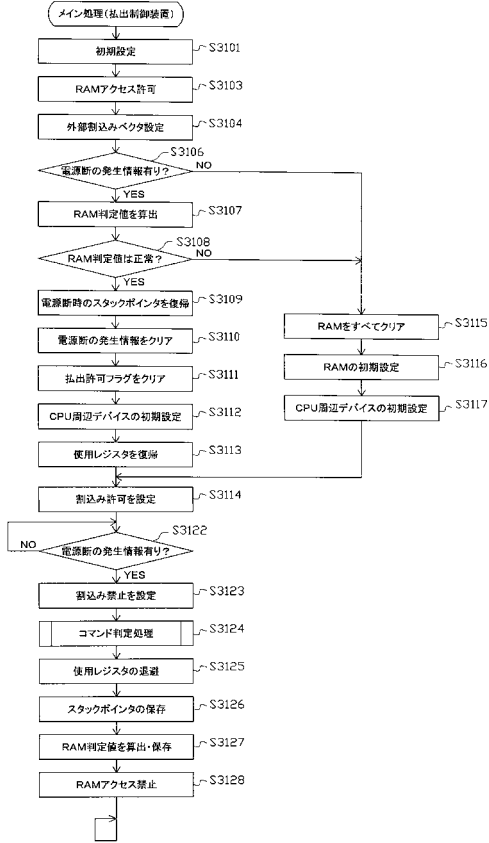 メイン処理(払出制御装置)
初期設定 S3101
RAMアクセス許可 S3103
外部割込みベクタ設定 S3104
S3106
電源断の発生情報有り? NO
YES
RAM判定値を算出 S3107
S3108
RAM判定値は正常? NO
YES
電源断時のスタックポインタを復帰 S3109
電源断の発生情報をクリア S3110
払出許可フラグをクリア S3111
CPU周辺デバイスの初期設定 S3112
使用レジスタを復帰 S3113
RAMをすべてクリア S3115
RAMの初期設定 S3116
CPU周辺デバイスの初期設定 S3117
割込み許可を設定 S3114
S3122
電源断の発生情報有り? NO
YES
割込み禁止を設定 S3123
コマンド判定処理 S3124
使用レジスタの退避 S3125
スタックポインタの保存 S3126
RAM判定値を算出・保存 S3127
RAMアクセス禁止 S3128